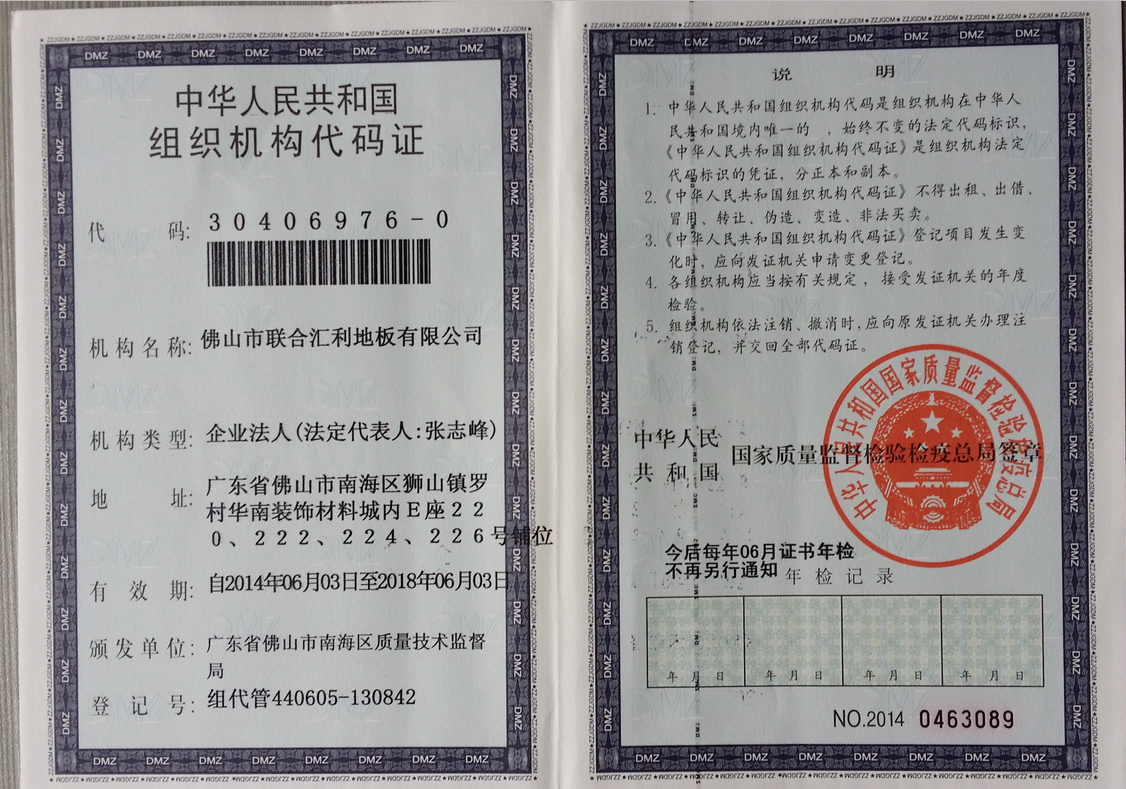 中华人民共和国
组织机构代码证
代 码: 30406976-0
机构名称: 佛山市联合汇利地板有限公司
机构类型: 企业法人(法定代表人:张志峰)
地 址: 广东省佛山市南海区狮山镇罗
村华南装饰材料城内E座22
0、222、224、226号铺位
有 效 期: 自2014年06月03日至2018年06月03日
颁发单位: 广东省佛山市南海区质量技术监督
局
登 记 号: 组代管440605-130842
说 明
1. 中华人民共和国组织机构代码是组织机构在中华人
民共和国境内唯一的 ,始终不变的法定代码标识,
《中华人民共和国组织机构代码证》是组织机构法定
代码标识的凭证,分正本和副本。
2.《中华人民共和国组织机构代码证》不得出租、出借、
冒用、转让、伪造、变造、非法买卖。
3.《中华人民共和国组织机构代码证》登记项目发生变
化时,应向发证机关申请变更登记。
4. 各组织机构应当按有关规定,接受发证机关的年度
检验。
5. 组织机构依法注销、撤消时,应向原发证机关办理注
销登记,并交回全部代码证。
中华人民共和国国家质量监督检验检疫总局
中华人民
共和国 国家质量监督检验检疫总局签章
今后每年06月证书年检
不再另行通知 年检记录
年 月 日 年 月 日 年 月 日 年 月 日
NO.2014 0463089